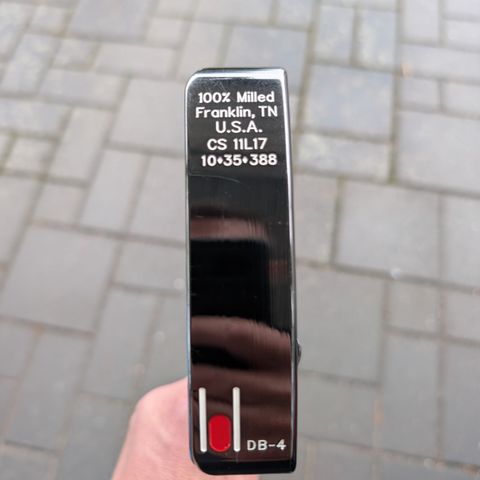 100% Milled
Franklin, TN
U.S.A.
CS 11L17
10•35•388
DB-4